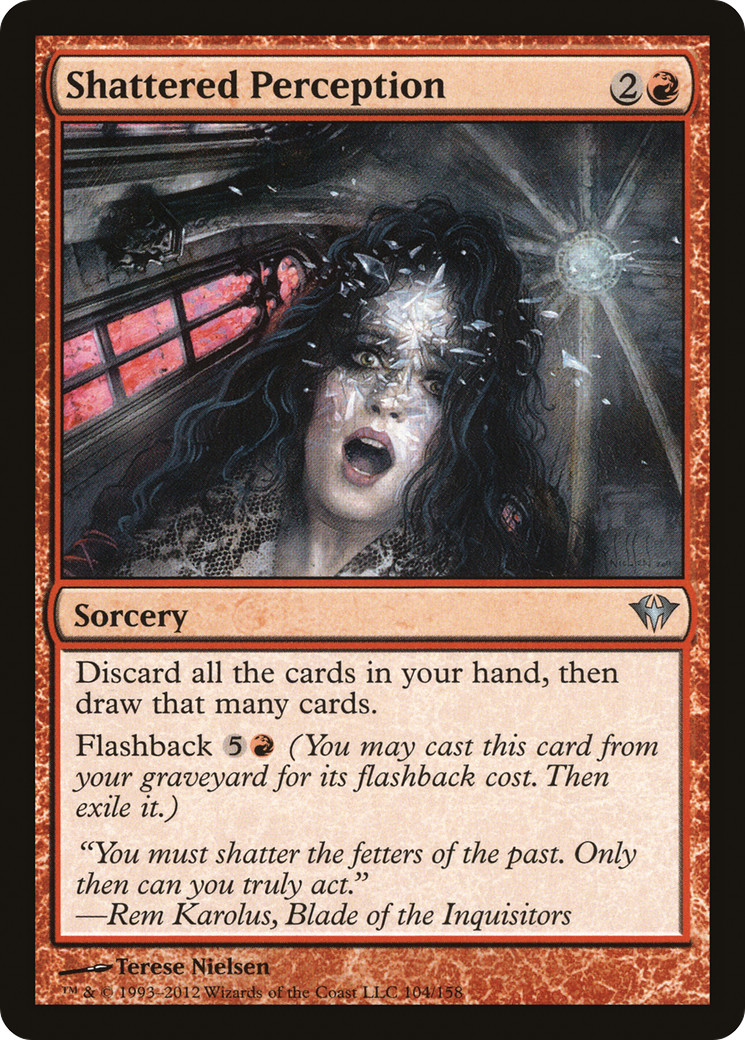 Shattered Perception 2
Sorcery
Discard all the cards in your hand, then
draw that many cards.
Flashback 5 (You may cast this card from
your graveyard for its flashback cost. Then
exile it.)
“You must shatter the fetters of the past. Only
then can you truly act.”
—Rem Karolus, Blade of the Inquisitors
Terese Nielsen
™ & © 1993–2012 Wizards of the Coast LLC 104/158